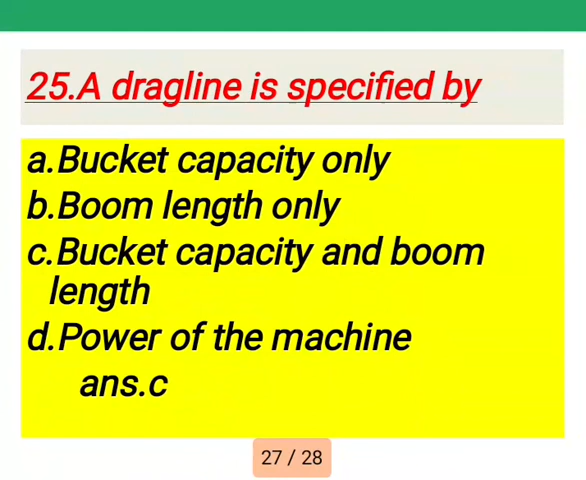 25.A dragline is specified by
a.Bucket capacity only
b.Boom length only
c.Bucket capacity and boom
length
d.Power of the machine
ans.c
27 / 28